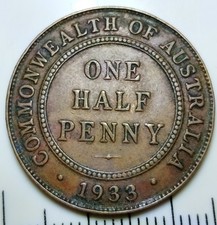 COMMONWEALTH OF AUSTRALIA
ONE
HALF
PENNY
· 1933 ·